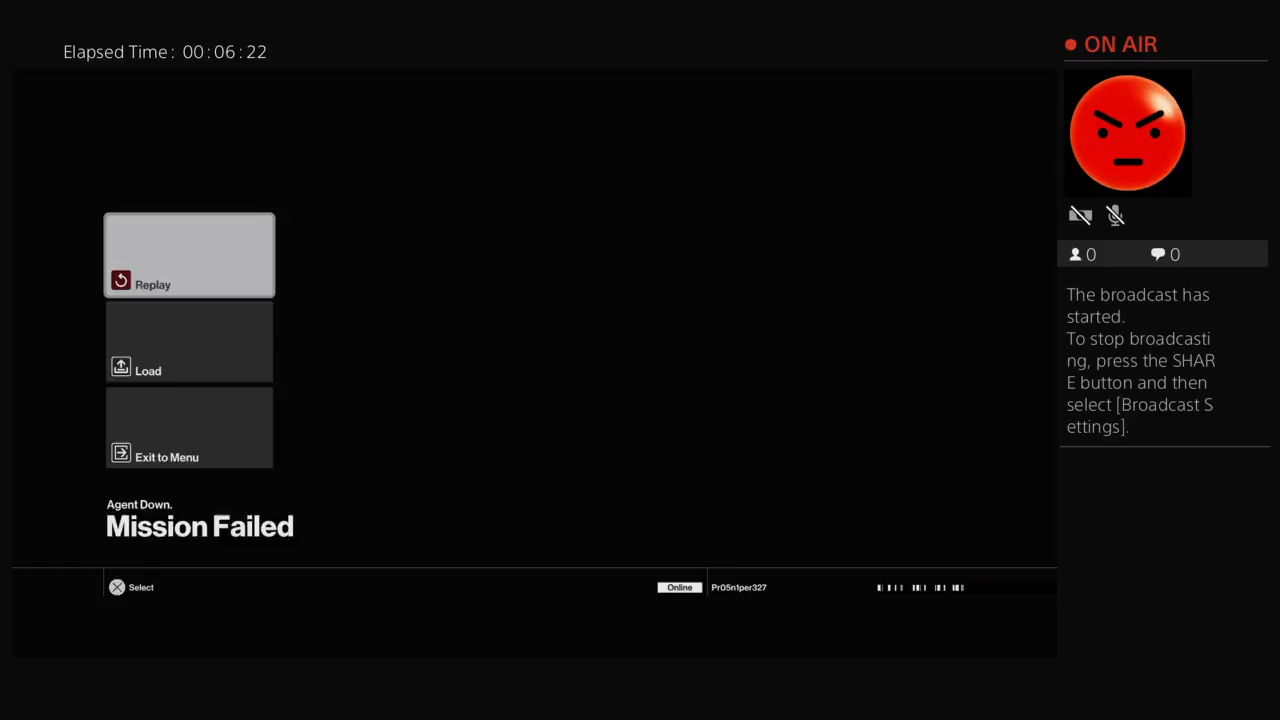 Elapsed Time: 00:06:22
ON AIR
0 0
The broadcast has
started.
To stop broadcasti
ng, press the SHAR
E button and then
select [Broadcast S
ettings].
Replay
Load
Exit to Menu
Agent Down.
Mission Failed
Select
Online Pr05n1per327